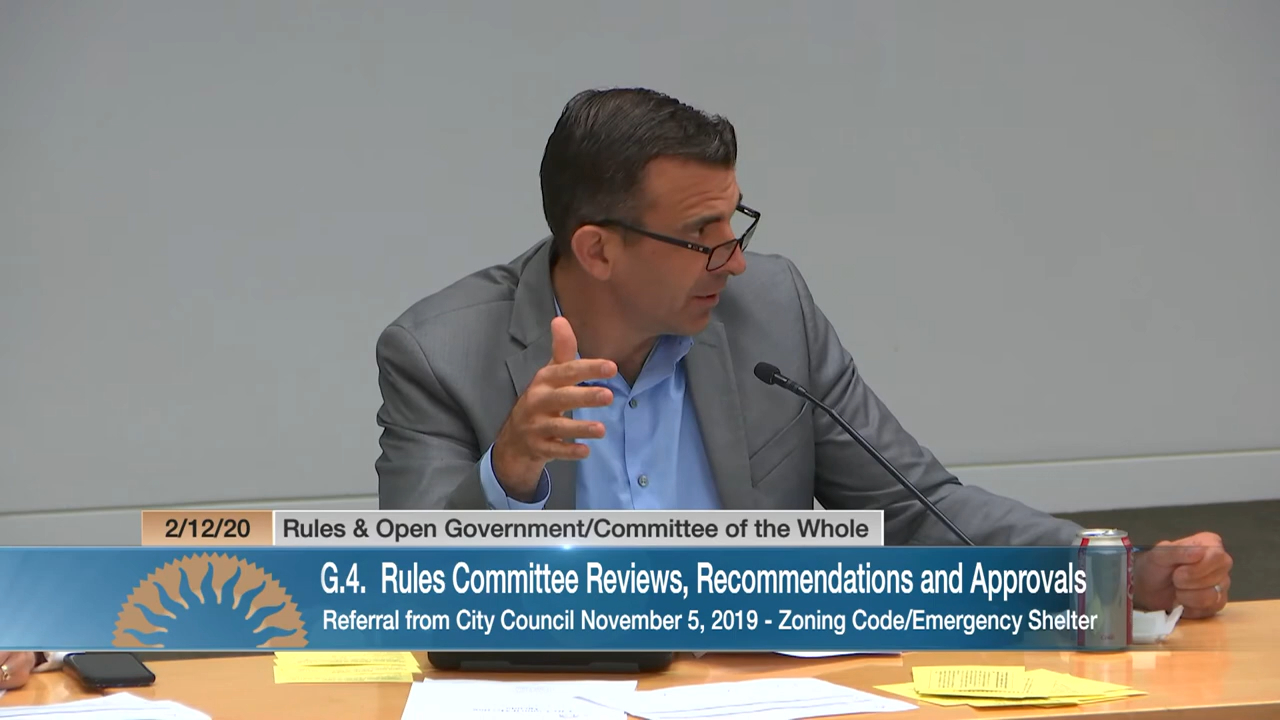 2/12/20 Rules & Open Government/Committee of the Whole
G.4. Rules Committee Reviews, Recommendations and Approvals
Referral from City Council November 5, 2019 - Zoning Code/Emergency Shelter